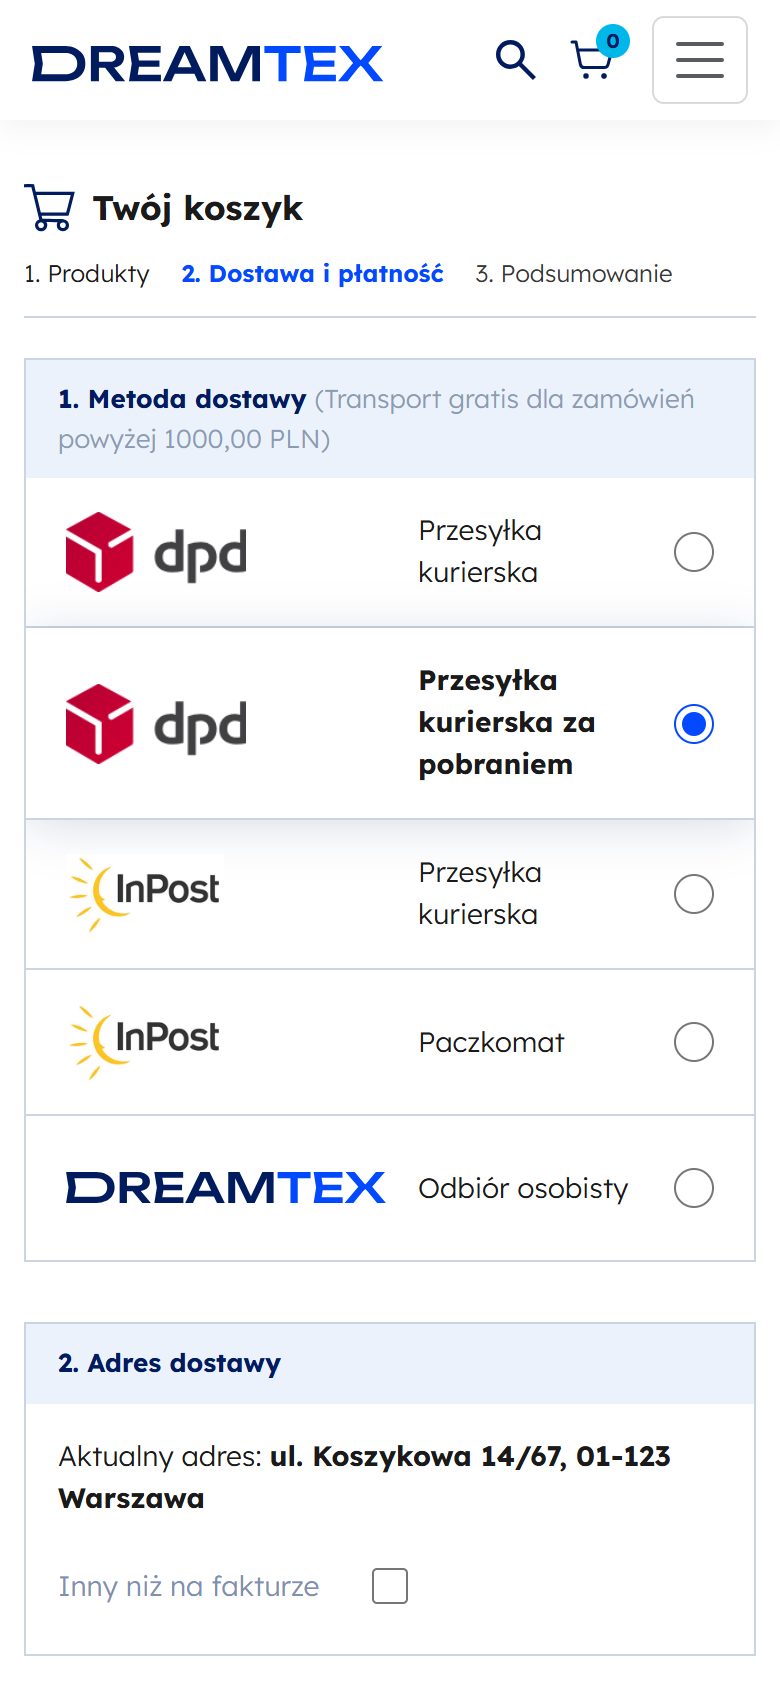 DREAMTEX
0
Twój koszyk
1. Produkty 2. Dostawa i płatność 3. Podsumowanie
1. Metoda dostawy (Transport gratis dla zamówień
powyżej 1000,00 PLN)
dpd
Przesyłka
kurierska
dpd
Przesyłka
kurierska za
pobraniem
InPost
Przesyłka
kurierska
InPost
Paczkomat
DREAMTEX Odbiór osobisty
2. Adres dostawy
Aktualny adres: ul. Koszykowa 14/67, 01-123
Warszawa
Inny niż na fakturze